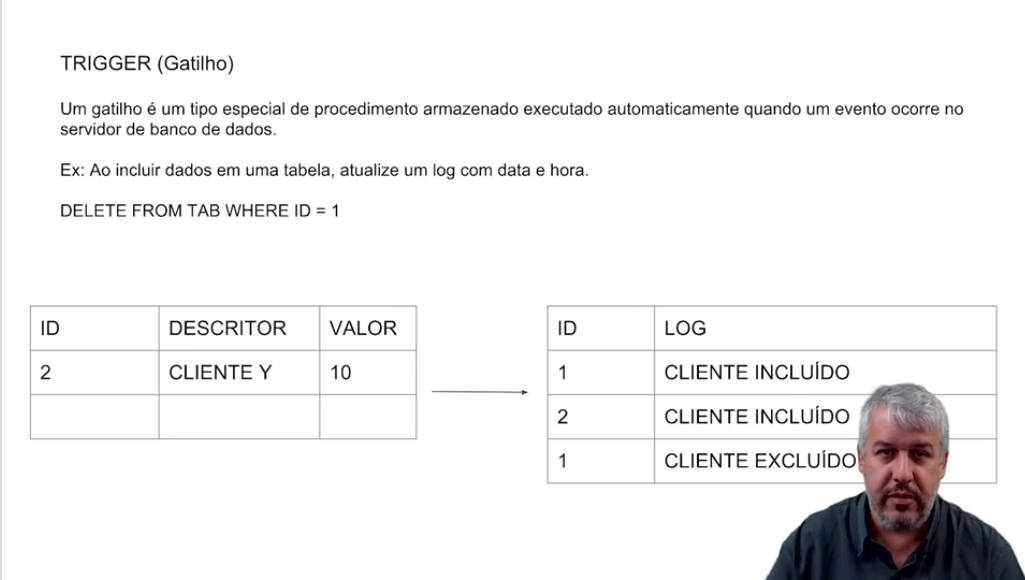 TRIGGER (Gatilho)
Um gatilho é um tipo especial de procedimento armazenado executado automaticamente quando um evento ocorre no
servidor de banco de dados.
Ex: Ao incluir dados em uma tabela, atualize um log com data e hora.
DELETE FROM TAB WHERE ID = 1
ID DESCRITOR VALOR
2 CLIENTE Y 10
ID LOG
1 CLIENTE INCLUÍDO
2 CLIENTE INCLUÍDO
1 CLIENTE EXCLUÍDO